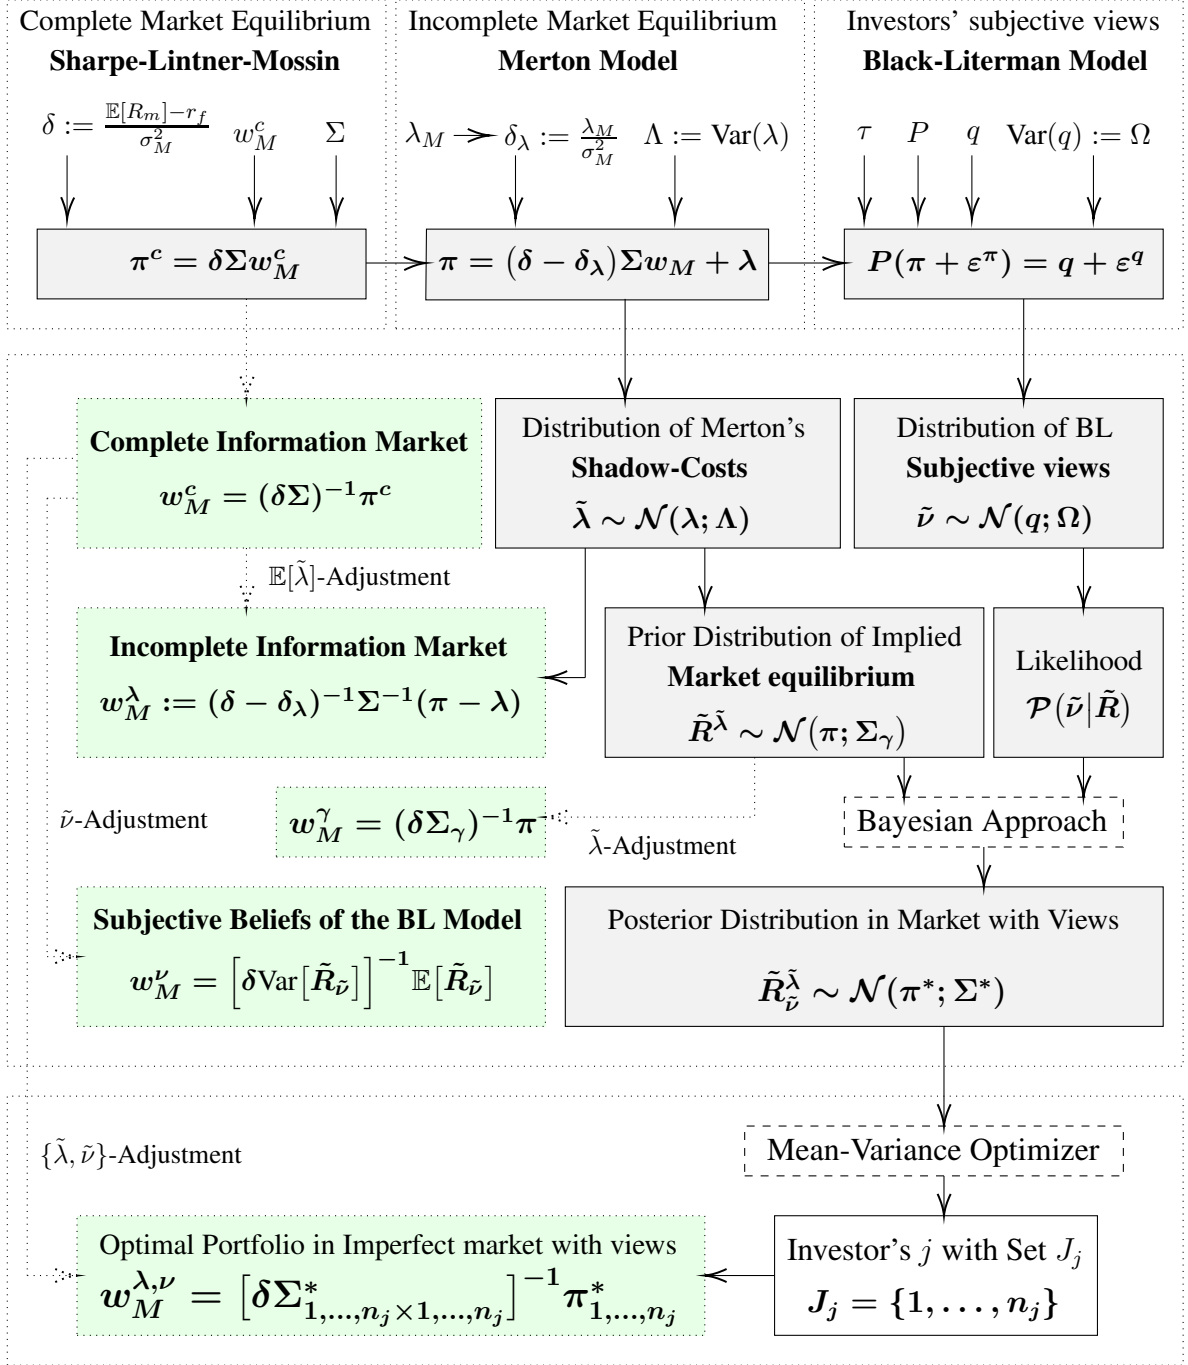 Complete Market Equilibrium
Sharpe-Lintner-Mossin
δ := (𝔼[R_m]−r_f)/σ_M^2   w_M^c   Σ
π^c = δΣw_M^c
Incomplete Market Equilibrium
Merton Model
λ_M   δ_λ := λ_M/σ_M^2   Λ := Var(λ)
π = (δ − δ_λ)Σw_M + λ
Investors' subjective views
Black-Literman Model
τ   P   q   Var(q) := Ω
P(π + ε^π) = q + ε^q
Complete Information Market
w_M^c = (δΣ)^{−1}π^c
Distribution of Merton's
Shadow-Costs
λ̃ ∼ 𝒩(λ; Λ)
Distribution of BL
Subjective views
ν̃ ∼ 𝒩(q; Ω)
𝔼[λ̃]-Adjustment
Incomplete Information Market
w_M^λ := (δ − δ_λ)^{−1}Σ^{−1}(π − λ)
Prior Distribution of Implied
Market equilibrium
R̃^λ̃ ∼ 𝒩(π; Σ_γ)
Likelihood
𝒫(ν̃|R̃)
ν̃-Adjustment
w_M^γ = (δΣ_γ)^{−1}π
λ̃-Adjustment
Bayesian Approach
Subjective Beliefs of the BL Model
w_M^ν = [δVar[R̃_ν̃]]^{−1}𝔼[R̃_ν̃]
Posterior Distribution in Market with Views
R̃_ν̃^λ̃ ∼ 𝒩(π^*; Σ^*)
{λ̃, ν̃}-Adjustment
Mean-Variance Optimizer
Optimal Portfolio in Imperfect market with views
w_M^{λ,ν} = [δΣ^*_{1,...,n_j×1,...,n_j}]^{−1}π^*_{1,...,n_j}
Investor's j with Set J_j
J_j = {1, . . . , n_j}